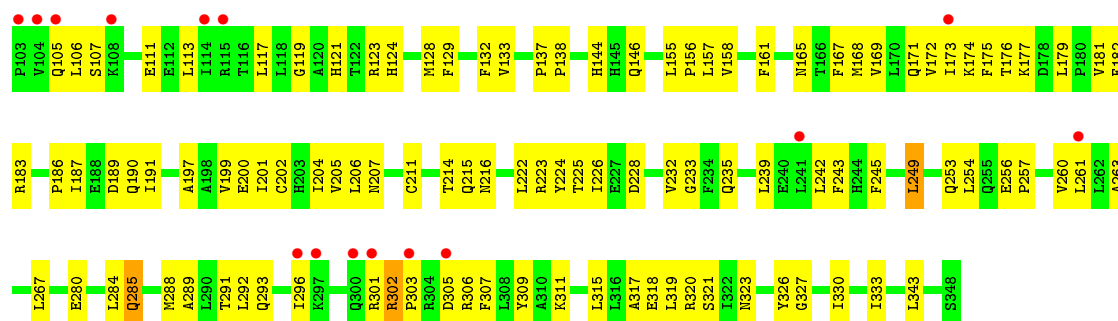 P103 V104 Q105 L106 S107 K108 E111 E112 L113 I114 R115 T116 L117 L118 G119 A120 H121 T122 R123 H124 M128 F129 F132 V133 P137 P138 H144 H145 Q146 L155 P156 L157 V158 F161 N165 T166 F167 M168 V169 L170 Q171 V172 I173 K174 F175 T176 K177 D178 L179 P180 V181 F182
R183 P186 I187 E188 D189 Q190 I191 A197 A198 V199 E200 I201 C202 H203 I204 V205 L206 N207 C211 T214 Q215 N216 L222 R223 Y224 T225 I226 E227 D228 V232 G233 F234 Q235 L239 E240 L241 L242 F243 H244 F245 L249 Q253 L254 Q255 E256 P257 V260 L261 L262 A263
L267 E280 L284 Q285 M288 A289 L290 T291 L292 Q293 I296 K297 Q300 R301 R302 P303 R304 D305 R306 F307 L308 Y309 A310 K311 L315 L316 A317 E318 L319 R320 S321 I322 N323 Y326 G327 I330 I333 L343 S348